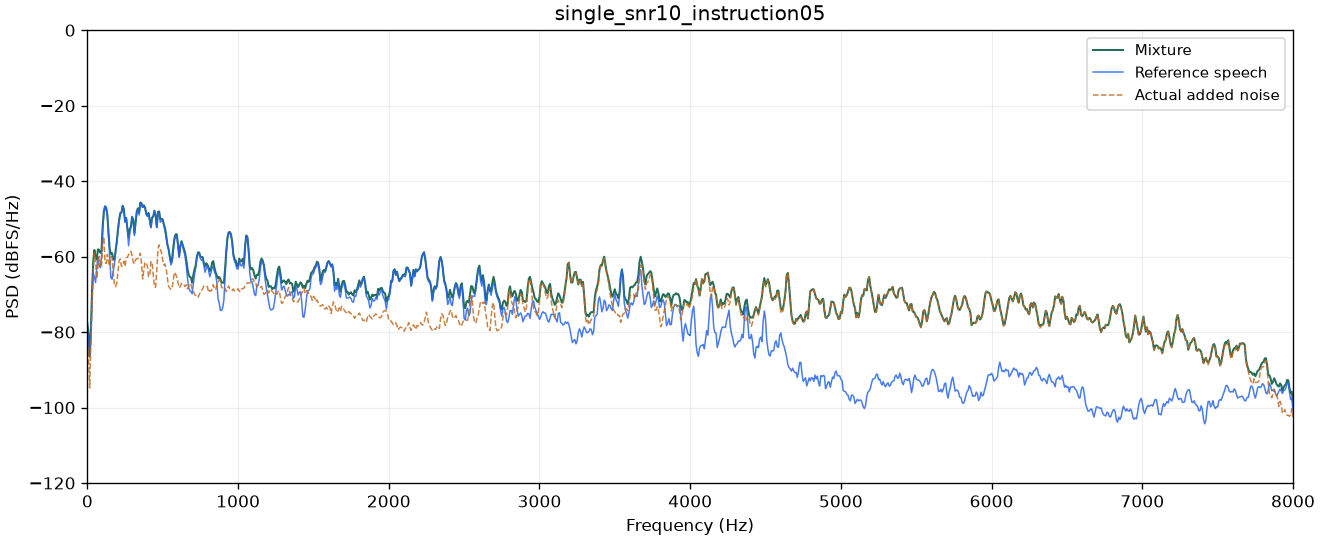 single_snr10_instruction05
0
−20
−40
−60
−80
−100
−120
PSD (dBFS/Hz)
Mixture
Reference speech
Actual added noise
0 1000 2000 3000 4000 5000 6000 7000 8000
Frequency (Hz)